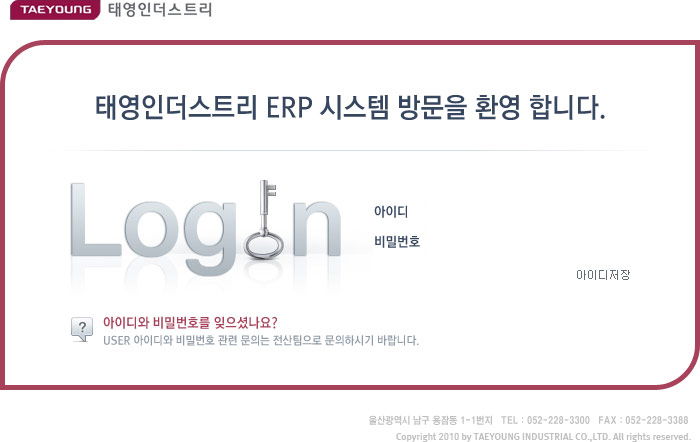 TAEYOUNG 태영인더스트리
태영인더스트리 ERP 시스템 방문을 환영 합니다.
LogIn
아이디
비밀번호
아이디저장
? 아이디와 비밀번호를 잊으셨나요?
USER 아이디와 비밀번호 관련 문의는 전산팀으로 문의하시기 바랍니다.
울산광역시 남구 용잠동 1-1번지 TEL : 052-228-3300 FAX : 052-228-3388
Copyright 2010 by TAEYOUNG INDUSTRIAL CO.,LTD. All rights reserved.